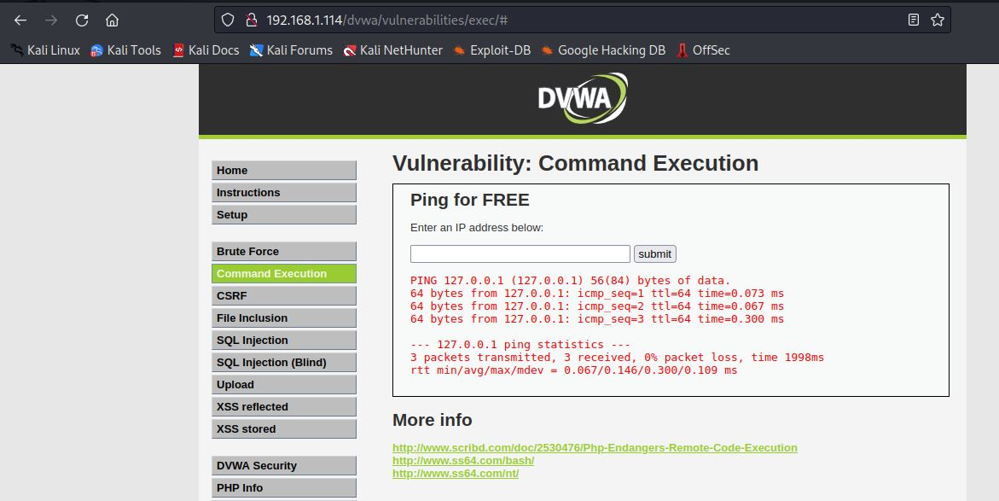 192.168.1.114/dvwa/vulnerabilities/exec/#
Kali Linux Kali Tools Kali Docs Kali Forums Kali NetHunter Exploit-DB Google Hacking DB OffSec
DVWA
Home
Instructions
Setup
Brute Force
Command Execution
CSRF
File Inclusion
SQL Injection
SQL Injection (Blind)
Upload
XSS reflected
XSS stored
DVWA Security
PHP Info
Vulnerability: Command Execution
Ping for FREE
Enter an IP address below:
submit
PING 127.0.0.1 (127.0.0.1) 56(84) bytes of data.
64 bytes from 127.0.0.1: icmp_seq=1 ttl=64 time=0.073 ms
64 bytes from 127.0.0.1: icmp_seq=2 ttl=64 time=0.067 ms
64 bytes from 127.0.0.1: icmp_seq=3 ttl=64 time=0.300 ms
--- 127.0.0.1 ping statistics ---
3 packets transmitted, 3 received, 0% packet loss, time 1998ms
rtt min/avg/max/mdev = 0.067/0.146/0.300/0.109 ms
More info
http://www.scribd.com/doc/2530476/Php-Endangers-Remote-Code-Execution
http://www.ss64.com/bash/
http://www.ss64.com/nt/